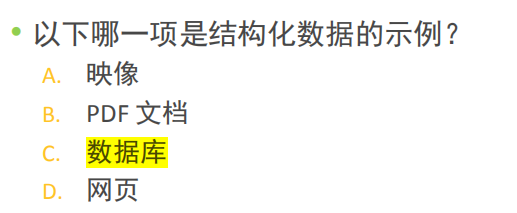 • 以下哪一项是结构化数据的示例？
A. 映像
B. PDF 文档
C. 数据库
D. 网页